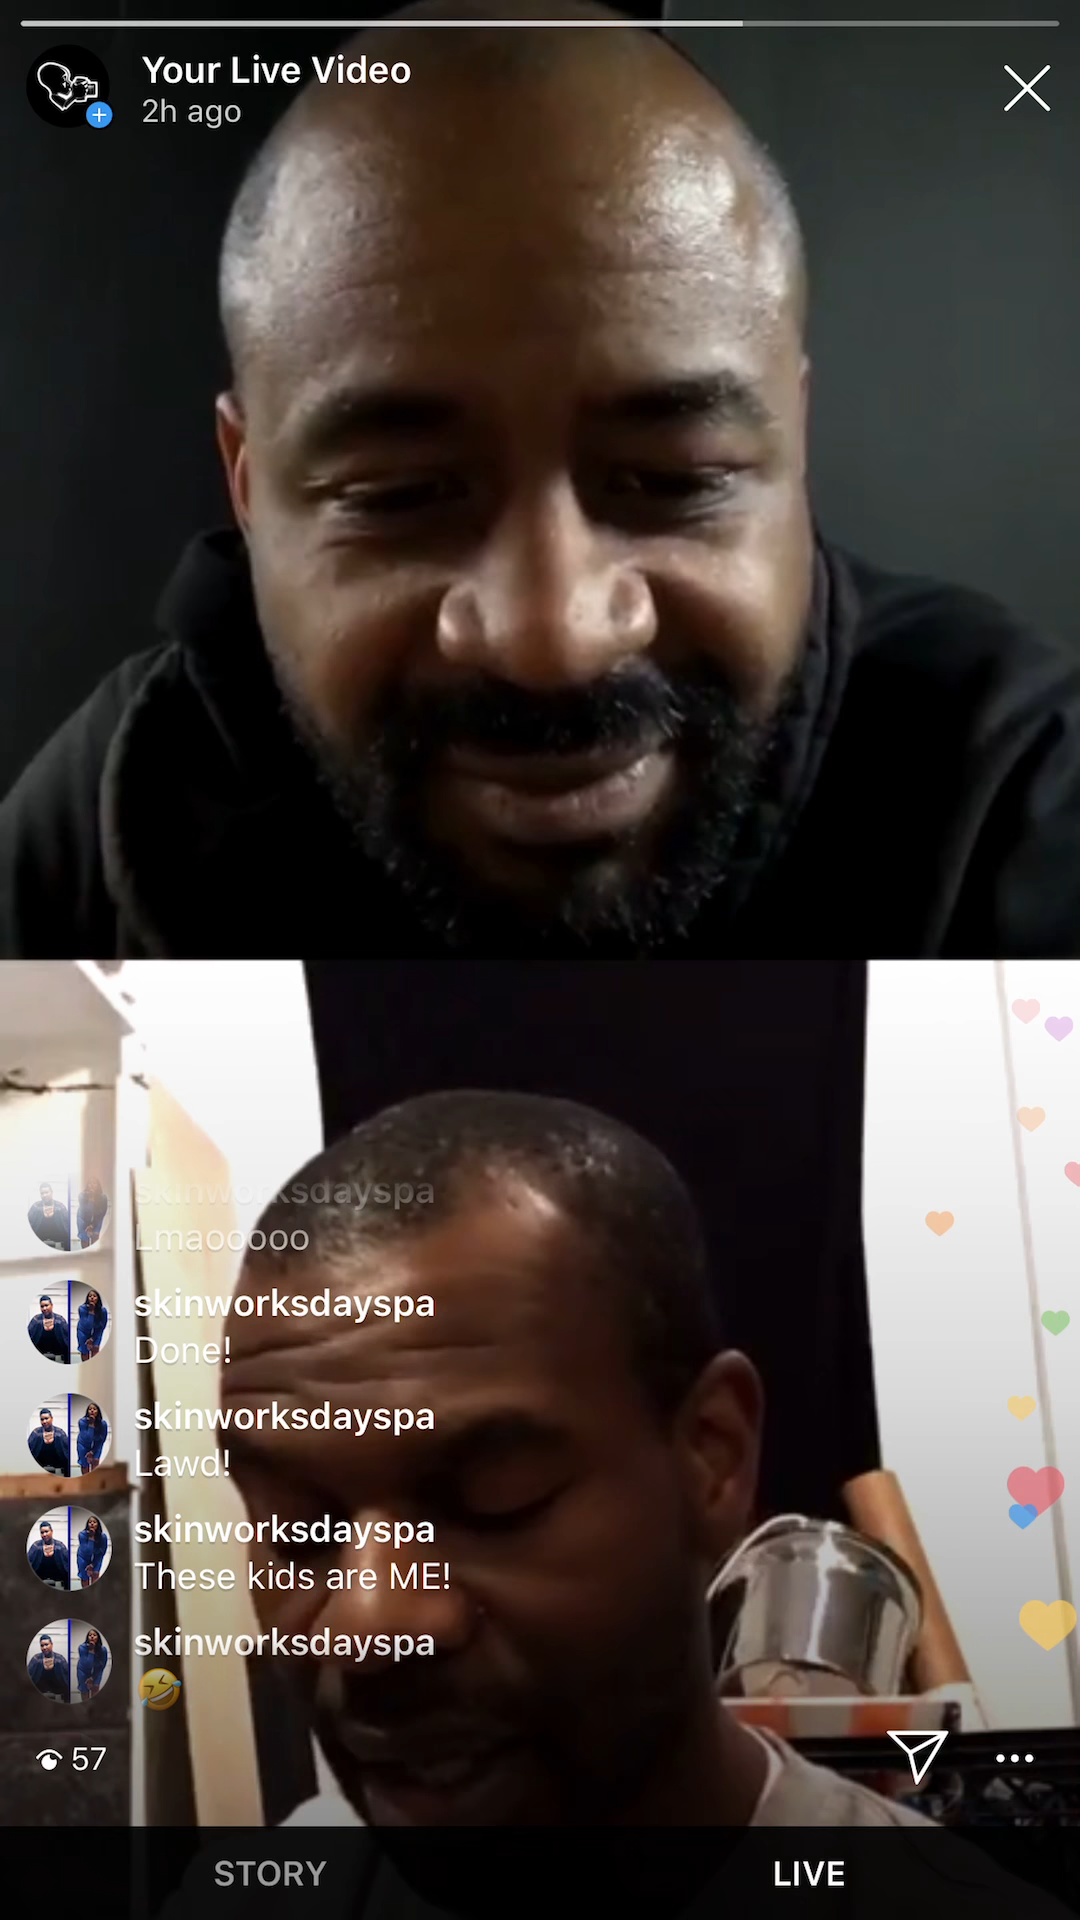 Your Live Video
2h ago
skinworksdayspa
Lmaooooo
skinworksdayspa
Done!
skinworksdayspa
Lawd!
skinworksdayspa
These kids are ME!
skinworksdayspa
🤣
57
STORY
LIVE